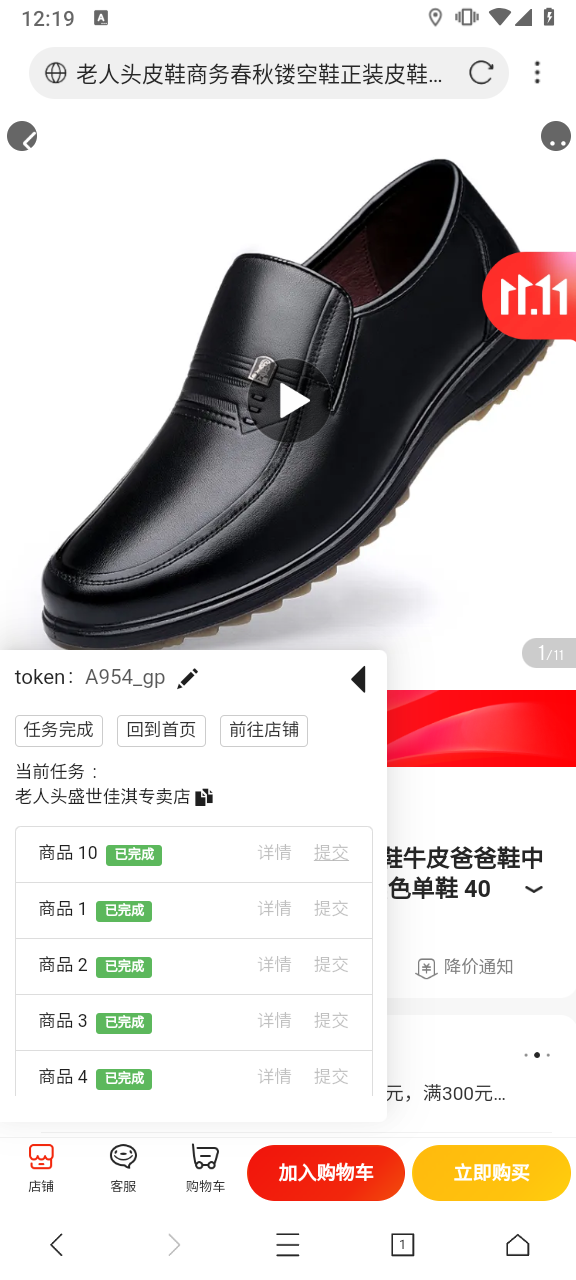 12:19
A
老人头皮鞋商务春秋镂空鞋正装皮鞋...
11.11
1/11
token: A954_gp
任务完成 回到首页 前往店铺
当前任务：
老人头盛世佳淇专卖店
商品 10 已完成 详情 提交
鞋牛皮爸爸鞋中
色单鞋 40
商品 1 已完成 详情 提交
商品 2 已完成 详情 提交
降价通知
商品 3 已完成 详情 提交
商品 4 已完成 详情 提交
元，满300元...
店铺 客服 购物车 加入购物车 立即购买
1